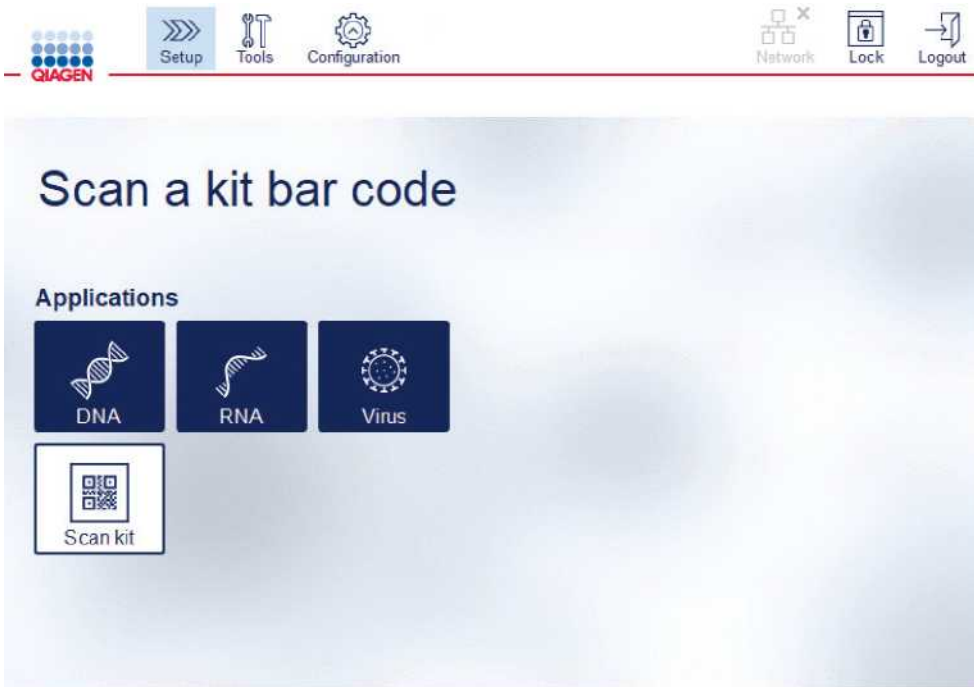 QIAGEN
Setup
Tools
Configuration
Network
Lock
Logout
Scan a kit bar code
Applications
DNA
RNA
Virus
Scan kit